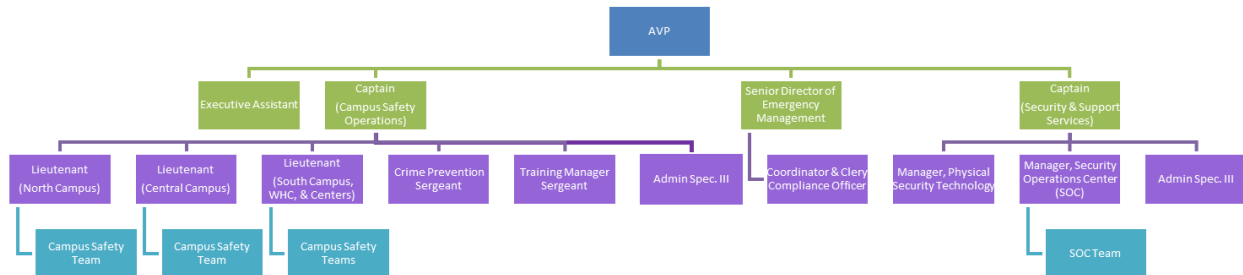 AVP
Executive Assistant
Captain
(Campus Safety
Operations)
Senior Director of
Emergency
Management
Captain
(Security & Support
Services)
Lieutenant
(North Campus)
Lieutenant
(Central Campus)
Lieutenant
(South Campus,
WHC, & Centers)
Crime Prevention
Sergeant
Training Manager
Sergeant
Admin Spec. III
Coordinator & Clery
Compliance Officer
Manager, Physical
Security Technology
Manager, Security
Operations Center
(SOC)
Admin Spec. III
Campus Safety
Team
Campus Safety
Team
Campus Safety
Teams
SOC Team